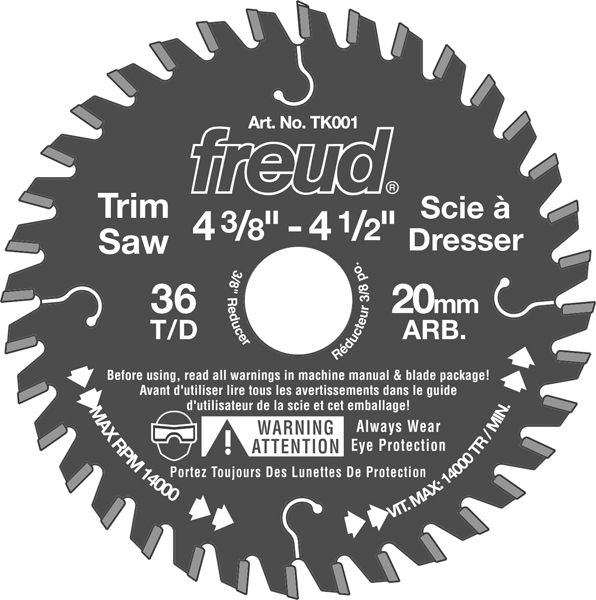 Art. No. TK001
freud®
Trim
Saw
4 3/8" - 4 1/2"
Scie à
Dresser
36
T/D
3/8" Reducer
Réducteur 3/8 po.
20mm
ARB.
Before using, read all warnings in machine manual & blade package!
Avant d'utiliser lire tous les avertissements dans le guide
d'utilisateur de la scie et cet emballage!
WARNING
ATTENTION
Always Wear
Eye Protection
Portez Toujours Des Lunettes De Protection
MAX RPM 14000
VIT. MAX: 14000 TR / MIN.